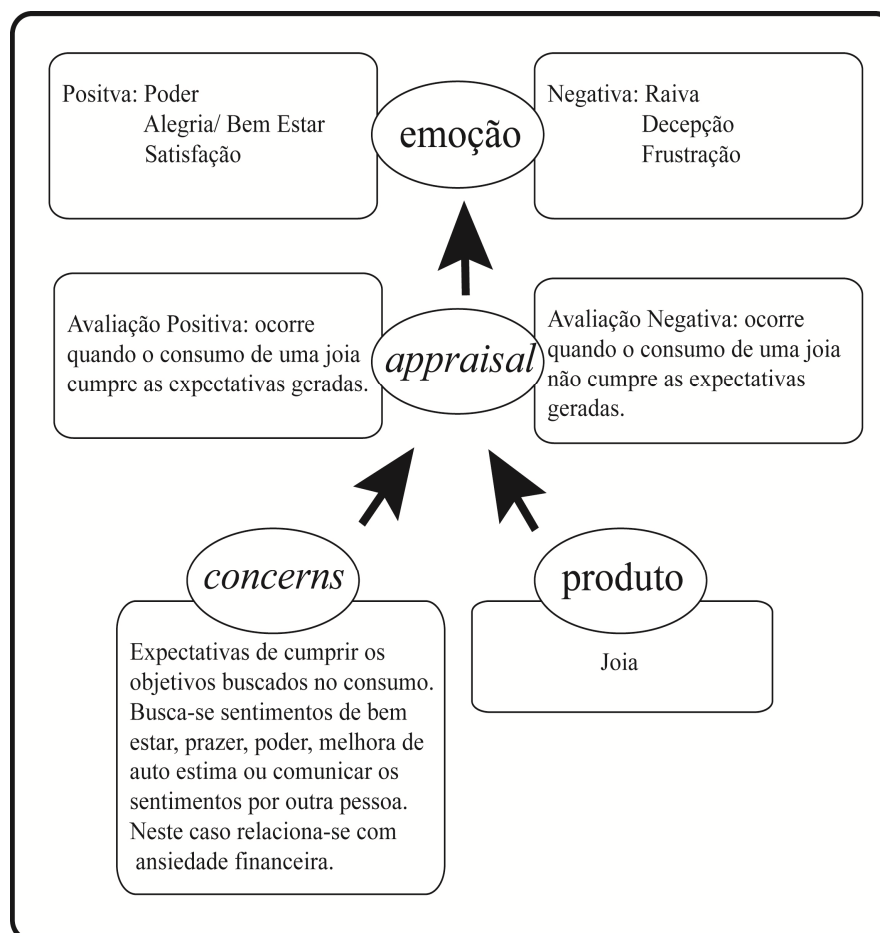 Positva: Poder
Alegria/ Bem Estar
Satisfação
emoção
Negativa: Raiva
Decepção
Frustração
Avaliação Positiva: ocorre
quando o consumo de uma joia
cumpre as expectativas geradas.
appraisal
Avaliação Negativa: ocorre
quando o consumo de uma joia
não cumpre as expectativas
geradas.
concerns
Expectativas de cumprir os
objetivos buscados no consumo.
Busca-se sentimentos de bem
estar, prazer, poder, melhora de
auto estima ou comunicar os
sentimentos por outra pessoa.
Neste caso relaciona-se com
ansiedade financeira.
produto
Joia